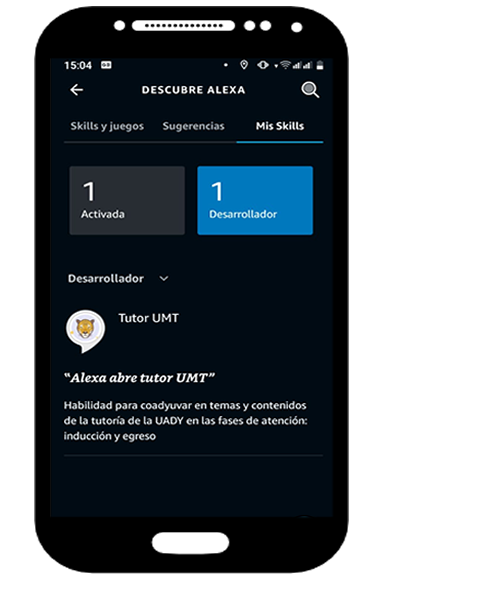 15:04
DESCUBRE ALEXA
Skills y juegos Sugerencias Mis Skills
1 1
Activada Desarrollador
Desarrollador
Tutor UMT
“Alexa abre tutor UMT”
Habilidad para coadyuvar en temas y contenidos
de la tutoría de la UADY en las fases de atención:
inducción y egreso